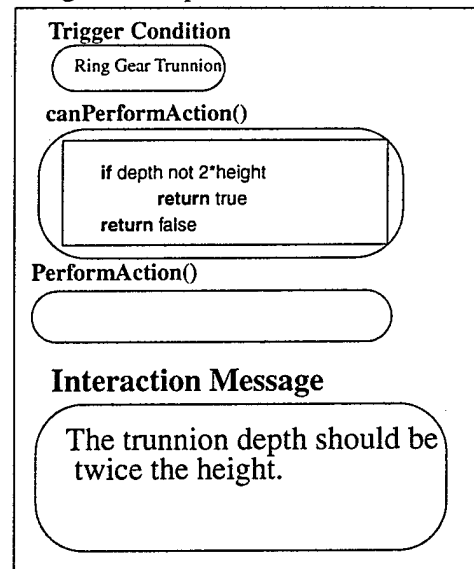 Trigger Condition
Ring Gear Trunnion
canPerformAction()
if depth not 2*height
return true
return false
PerformAction()
Interaction Message
The trunnion depth should be
twice the height.